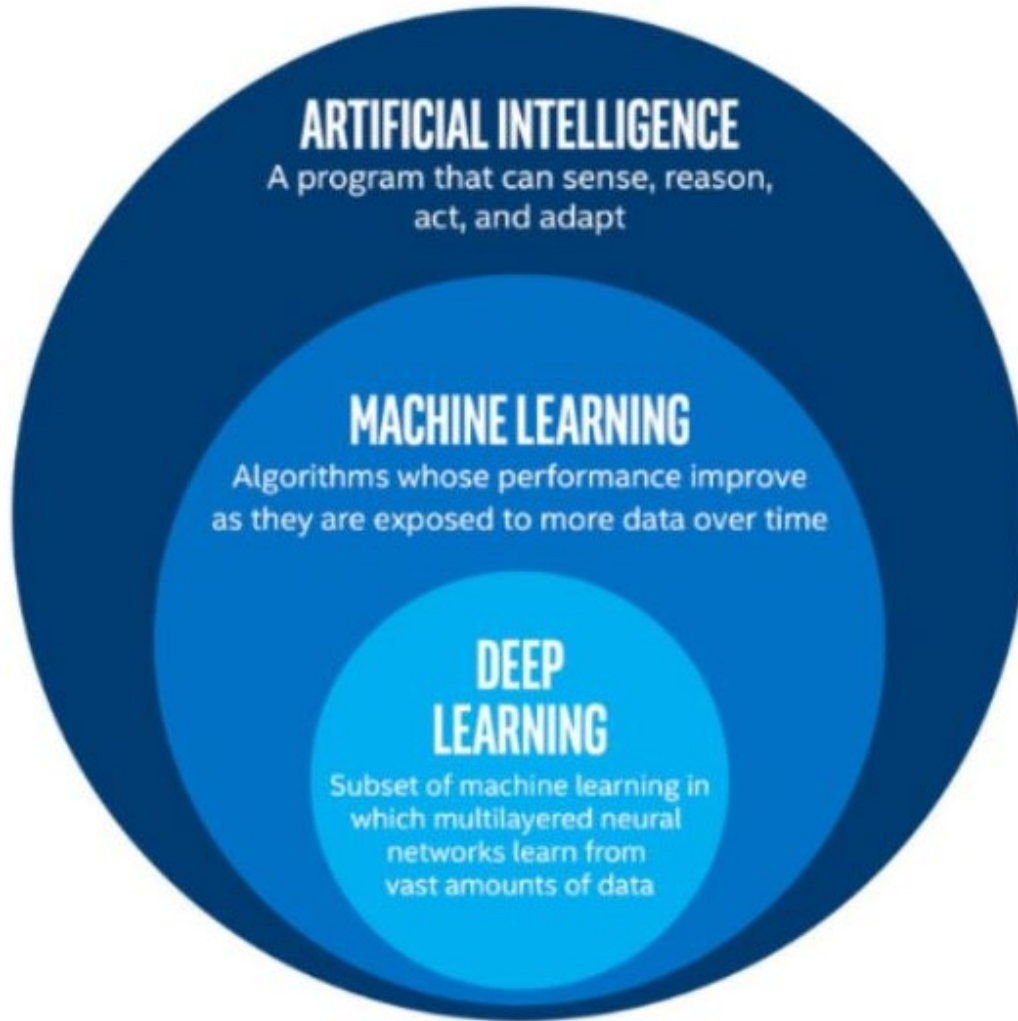 ARTIFICIAL INTELLIGENCE
A program that can sense, reason,
act, and adapt
MACHINE LEARNING
Algorithms whose performance improve
as they are exposed to more data over time
DEEP
LEARNING
Subset of machine learning in
which multilayered neural
networks learn from
vast amounts of data